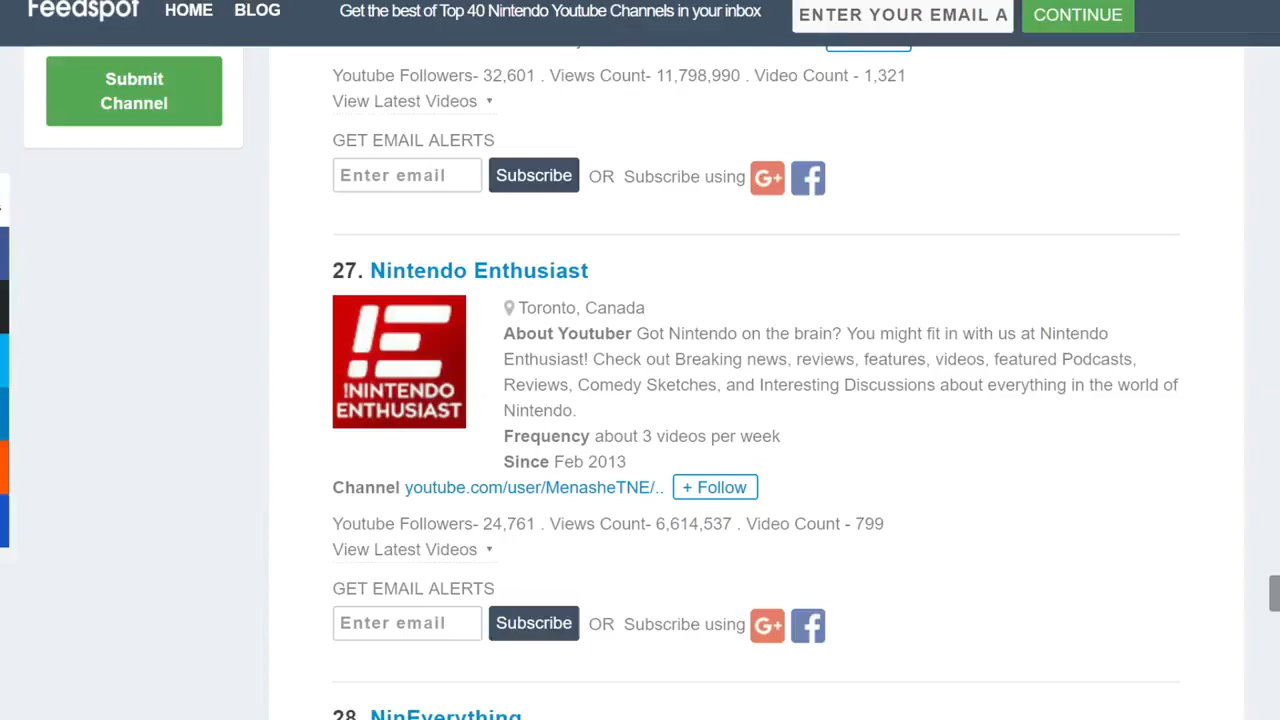 Feedspot HOME BLOG Get the best of Top 40 Nintendo Youtube Channels in your inbox ENTER YOUR EMAIL A CONTINUE
Submit
Channel
Youtube Followers- 32,601 . Views Count- 11,798,990 . Video Count - 1,321
View Latest Videos ▾
GET EMAIL ALERTS
Enter email Subscribe OR Subscribe using G+ f
27. Nintendo Enthusiast
!NINTENDO
ENTHUSIAST
Toronto, Canada
About Youtuber Got Nintendo on the brain? You might fit in with us at Nintendo
Enthusiast! Check out Breaking news, reviews, features, videos, featured Podcasts,
Reviews, Comedy Sketches, and Interesting Discussions about everything in the world of
Nintendo.
Frequency about 3 videos per week
Since Feb 2013
Channel youtube.com/user/MenasheTNE/.. + Follow
Youtube Followers- 24,761 . Views Count- 6,614,537 . Video Count - 799
View Latest Videos ▾
GET EMAIL ALERTS
Enter email Subscribe OR Subscribe using G+ f
28. NinEverything